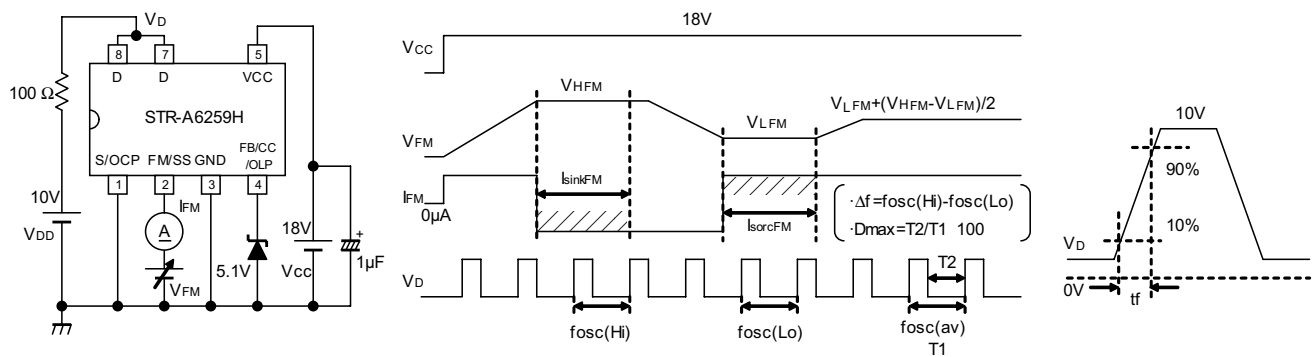 VD
8
7
5
D
D
VCC
100 Ω
STR-A6259H
S/OCP
FM/SS
GND
FB/CC
/OLP
1
2
3
4
10V
VDD
IFM
A
VFM
5.1V
18V
VCC
+
1μF
18V
VCC
VHFM
VLFM
VLFM+(VHFM-VLFM)/2
VFM
IsinkFM
IFM
0μA
IsorcFM
·Δf=fosc(Hi)-fosc(Lo)
·Dmax=T2/T1 100
VD
T2
fosc(Hi)
fosc(Lo)
fosc(av)
T1
10V
90%
10%
VD
0V
tf